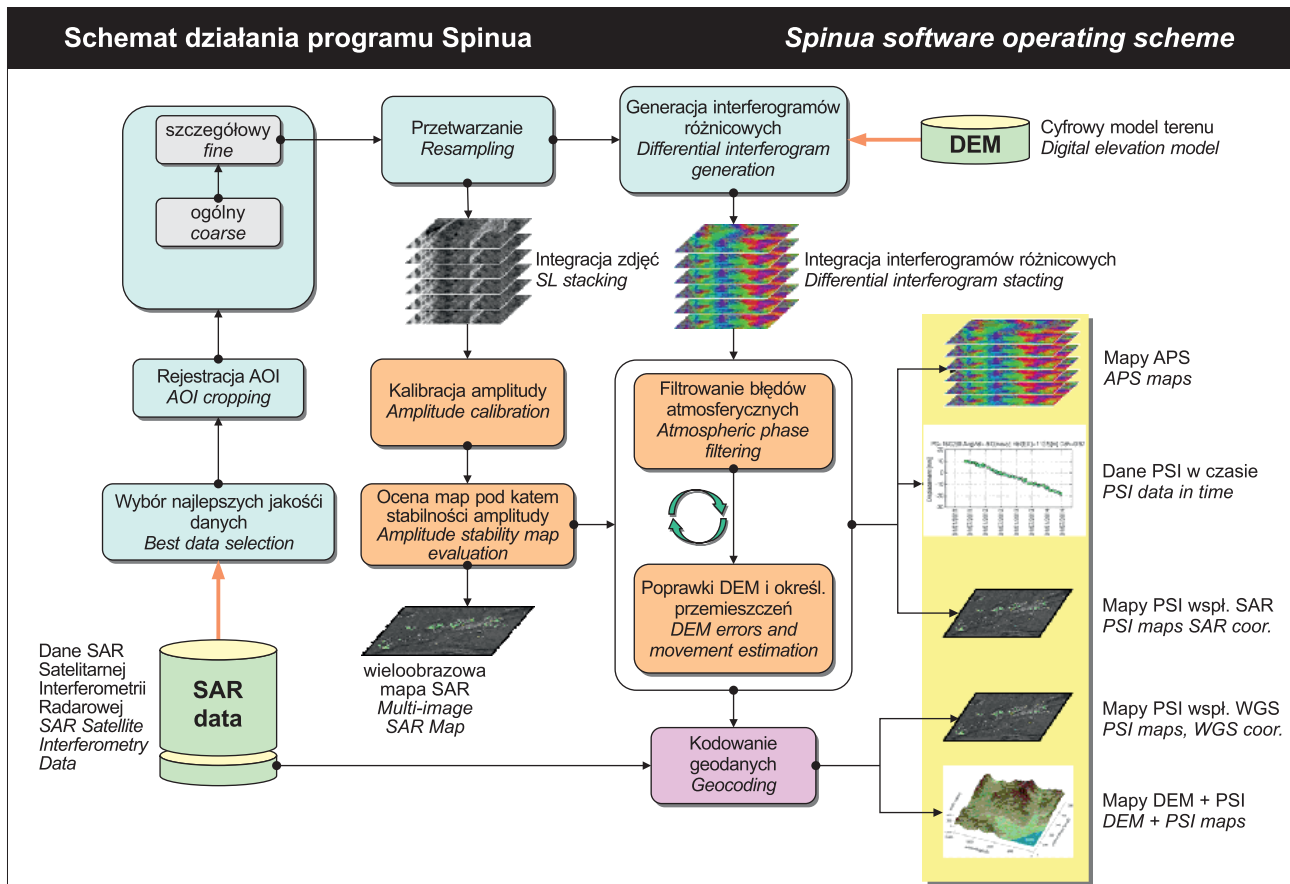 Schemat działania programu Spinua
Spinua software operating scheme
szczegółowy
fine
ogólny
coarse
Przetwarzanie
Resampling
Generacja interferogramów
różnicowych
Differential interferogram
generation
DEM
Cyfrowy model terenu
Digital elevation model
Integracja zdjęć
SL stacking
Integracja interferogramów różnicowych
Differential interferogram stacting
Rejestracja AOI
AOI cropping
Kalibracja amplitudy
Amplitude calibration
Filtrowanie błędów
atmosferycznych
Atmospheric phase
filtering
Mapy APS
APS maps
Wybór najlepszych jakośći
danych
Best data selection
Ocena map pod katem
stabilności amplitudy
Amplitude stability map
evaluation
Dane PSI w czasie
PSI data in time
Poprawki DEM i określ.
przemieszczeń
DEM errors and
movement estimation
Mapy PSI wspł. SAR
PSI maps SAR coor.
Dane SAR
Satelitarnej
Interferometrii
Radarowej
SAR Satellite
Interferometry
Data
SAR
data
wieloobrazowa
mapa SAR
Multi-image
SAR Map
Kodowanie
geodanych
Geocoding
Mapy PSI wspł. WGS
PSI maps, WGS coor.
Mapy DEM + PSI
DEM + PSI maps